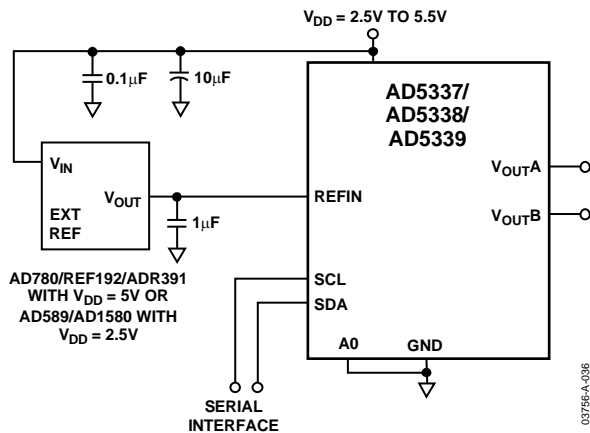 V_DD = 2.5V TO 5.5V
0.1µF
10µF
AD5337/
AD5338/
AD5339
V_IN
V_OUT
EXT
REF
1µF
REFIN
V_OUTA
V_OUTB
AD780/REF192/ADR391
WITH V_DD = 5V OR
AD589/AD1580 WITH
V_DD = 2.5V
SCL
SDA
A0
GND
SERIAL
INTERFACE
03756-A-036